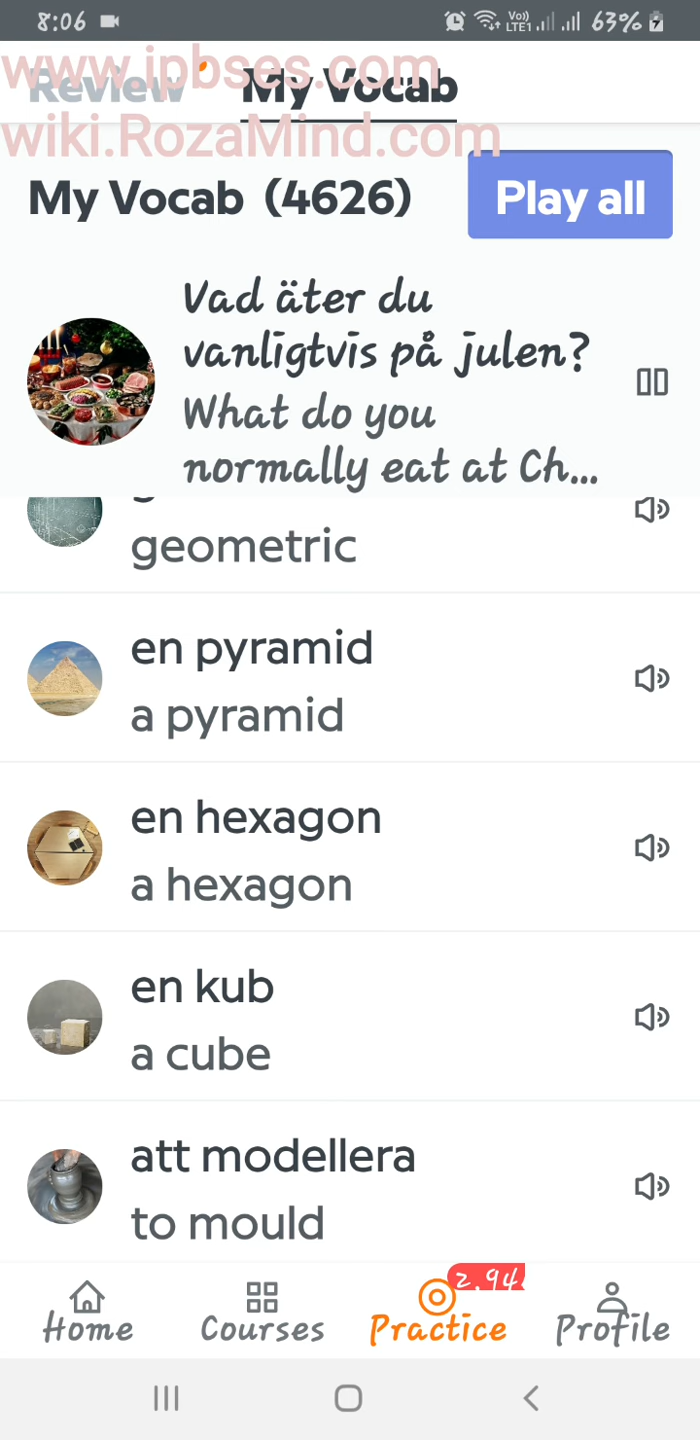 8:06
Vo))
LTE1
63%
www.ipbses.com
Review
My Vocab
wiki.RozaMind.com
My Vocab (4626)
Play all
Vad äter du
vanligtvis på julen?
What do you
normally eat at Ch...
geometric
en pyramid
a pyramid
en hexagon
a hexagon
en kub
a cube
att modellera
to mould
2,94
Home
Courses
Practice
Profile